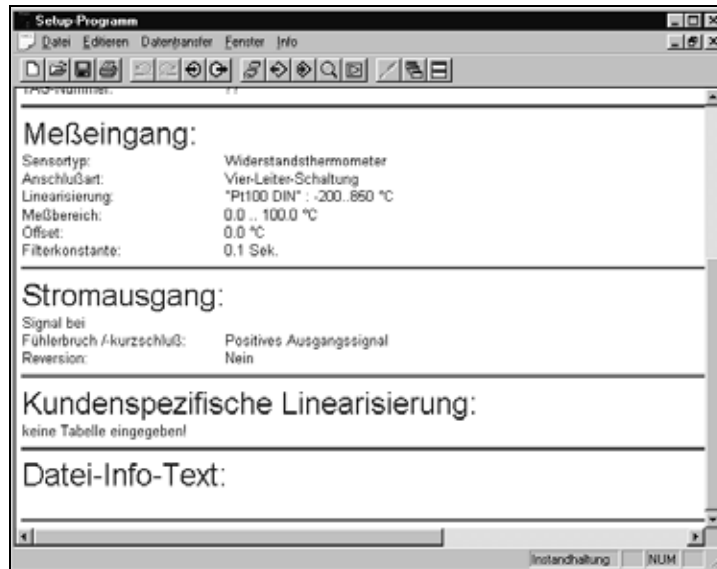 Setup-Programm
Datei Editieren Datentransfer Fenster Info
TAG-Nummer: ??
Meßeingang:
Sensortyp: Widerstandsthermometer
Anschlußart: Vier-Leiter-Schaltung
Linearisierung: "Pt100 DIN" : -200..850 °C
Meßbereich: 0.0 .. 100.0 °C
Offset: 0.0 °C
Filterkonstante: 0.1 Sek.
Stromausgang:
Signal bei
Fühlerbruch /-kurzschluß: Positives Ausgangssignal
Reversion: Nein
Kundenspezifische Linearisierung:
keine Tabelle eingegeben!
Datei-Info-Text:
Instandhaltung NUM